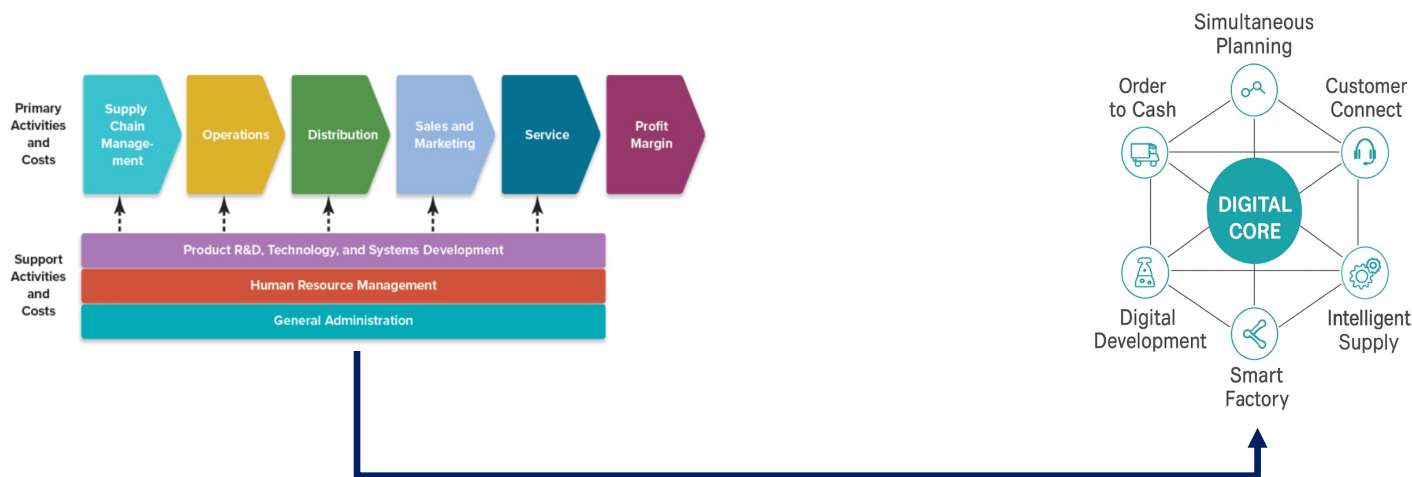 Primary
Activities
and
Costs
Supply
Chain
Manage-
ment
Operations
Distribution
Sales and
Marketing
Service
Profit
Margin
Support
Activities
and
Costs
Product R&D, Technology, and Systems Development
Human Resource Management
General Administration
Simultaneous
Planning
Order
to Cash
Customer
Connect
DIGITAL
CORE
Digital
Development
Intelligent
Supply
Smart
Factory